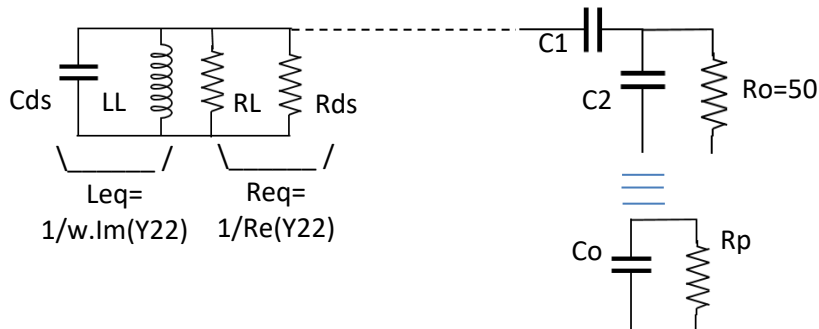 C1
Cds
LL
RL
Rds
C2
Ro=50
Leq=
1/w.Im(Y22)
Req=
1/Re(Y22)
Co
Rp